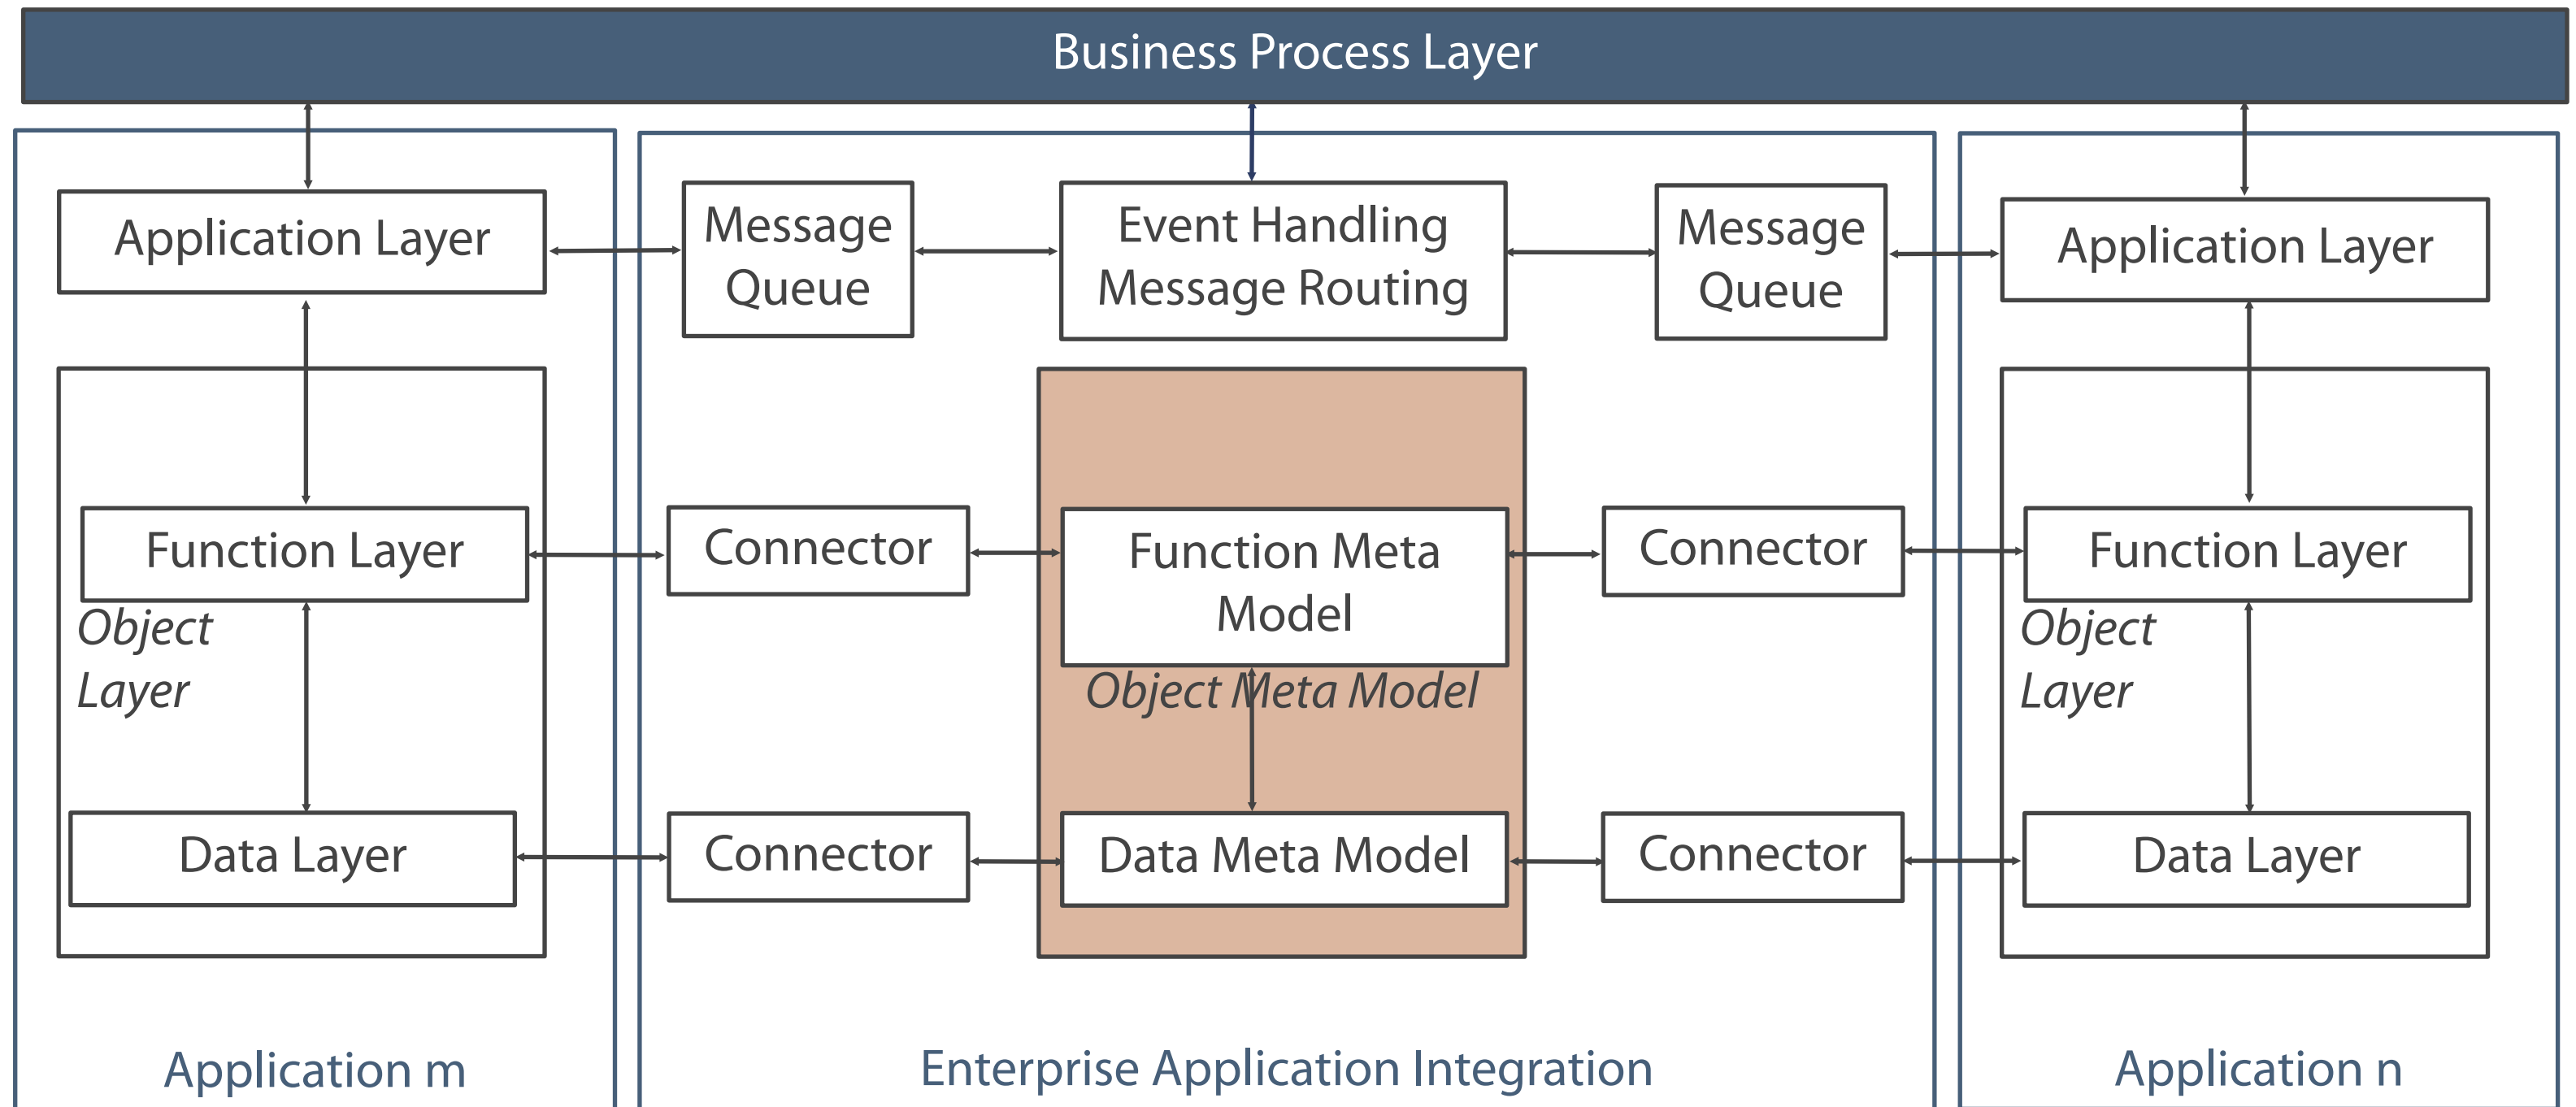 Business Process Layer
Application Layer
Message
Queue
Event Handling
Message Routing
Message
Queue
Application Layer
Function Layer
Connector
Function Meta
Model
Connector
Function Layer
Object
Layer
Object Meta Model
Object
Layer
Data Layer
Connector
Data Meta Model
Connector
Data Layer
Application m
Enterprise Application Integration
Application n